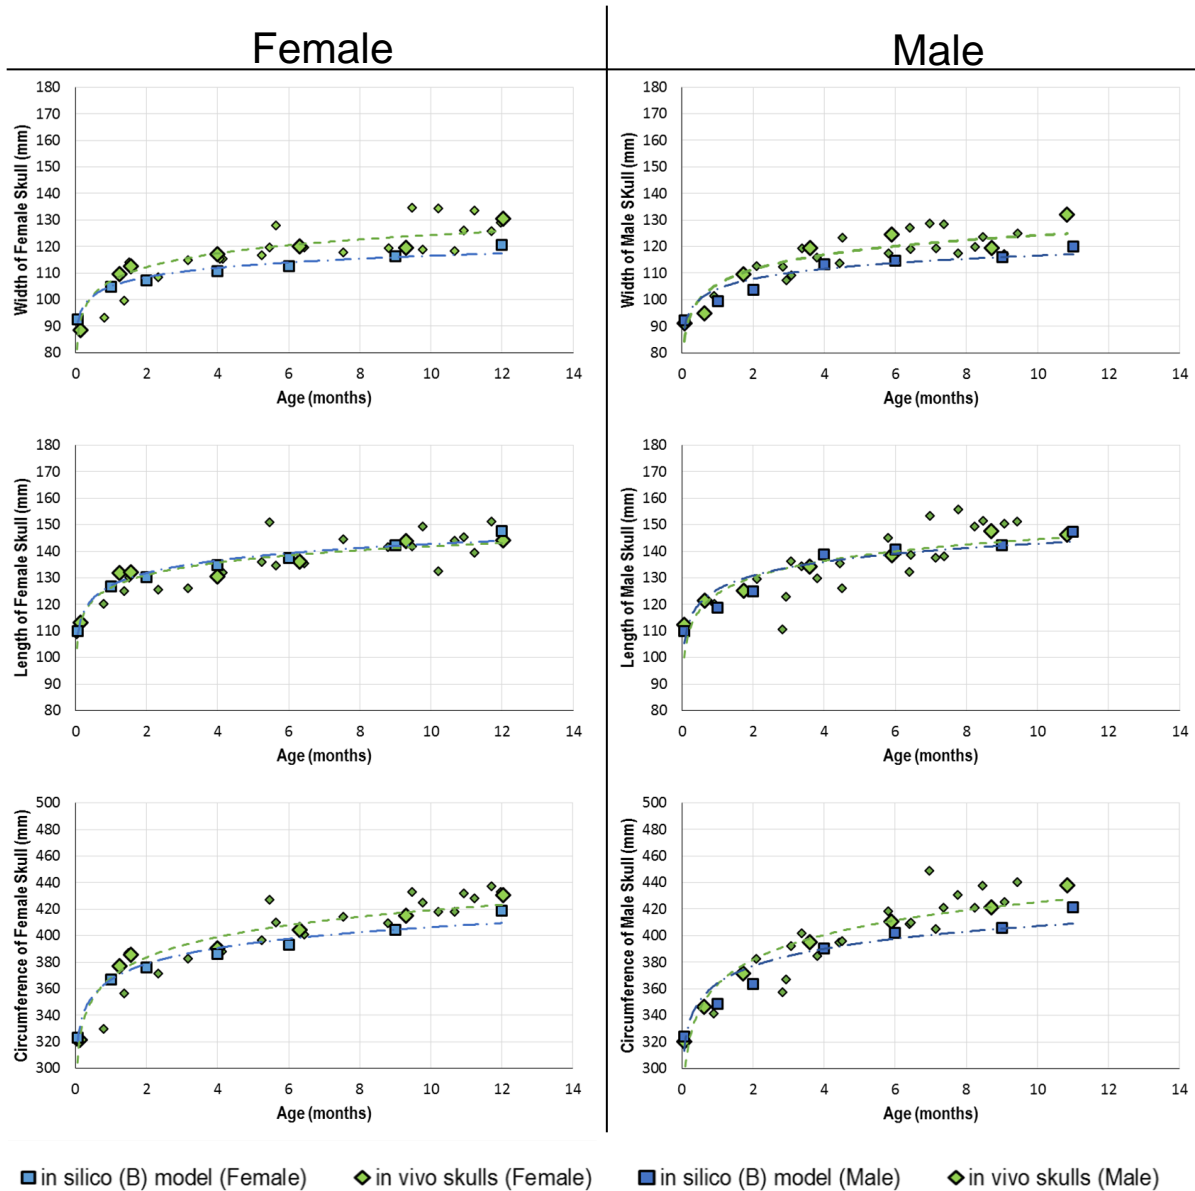 Female
Male
180
170
160
150
140
130
120
110
100
90
80
Width of Female Skull (mm)
0 2 4 6 8 10 12 14
Age (months)
180
170
160
150
140
130
120
110
100
90
80
Width of Male SKull (mm)
0 2 4 6 8 10 12 14
Age (months)
180
170
160
150
140
130
120
110
100
90
80
Length of Female Skull (mm)
0 2 4 6 8 10 12 14
Age (months)
180
170
160
150
140
130
120
110
100
90
80
Length of Male Skull (mm)
0 2 4 6 8 10 12 14
Age (months)
500
480
460
440
420
400
380
360
340
320
300
Circumference of Female Skull (mm)
0 2 4 6 8 10 12 14
Age (months)
500
480
460
440
420
400
380
360
340
320
300
Circumference of Male Skull (mm)
0 2 4 6 8 10 12 14
Age (months)
in silico (B) model (Female)
in vivo skulls (Female)
in silico (B) model (Male)
in vivo skulls (Male)